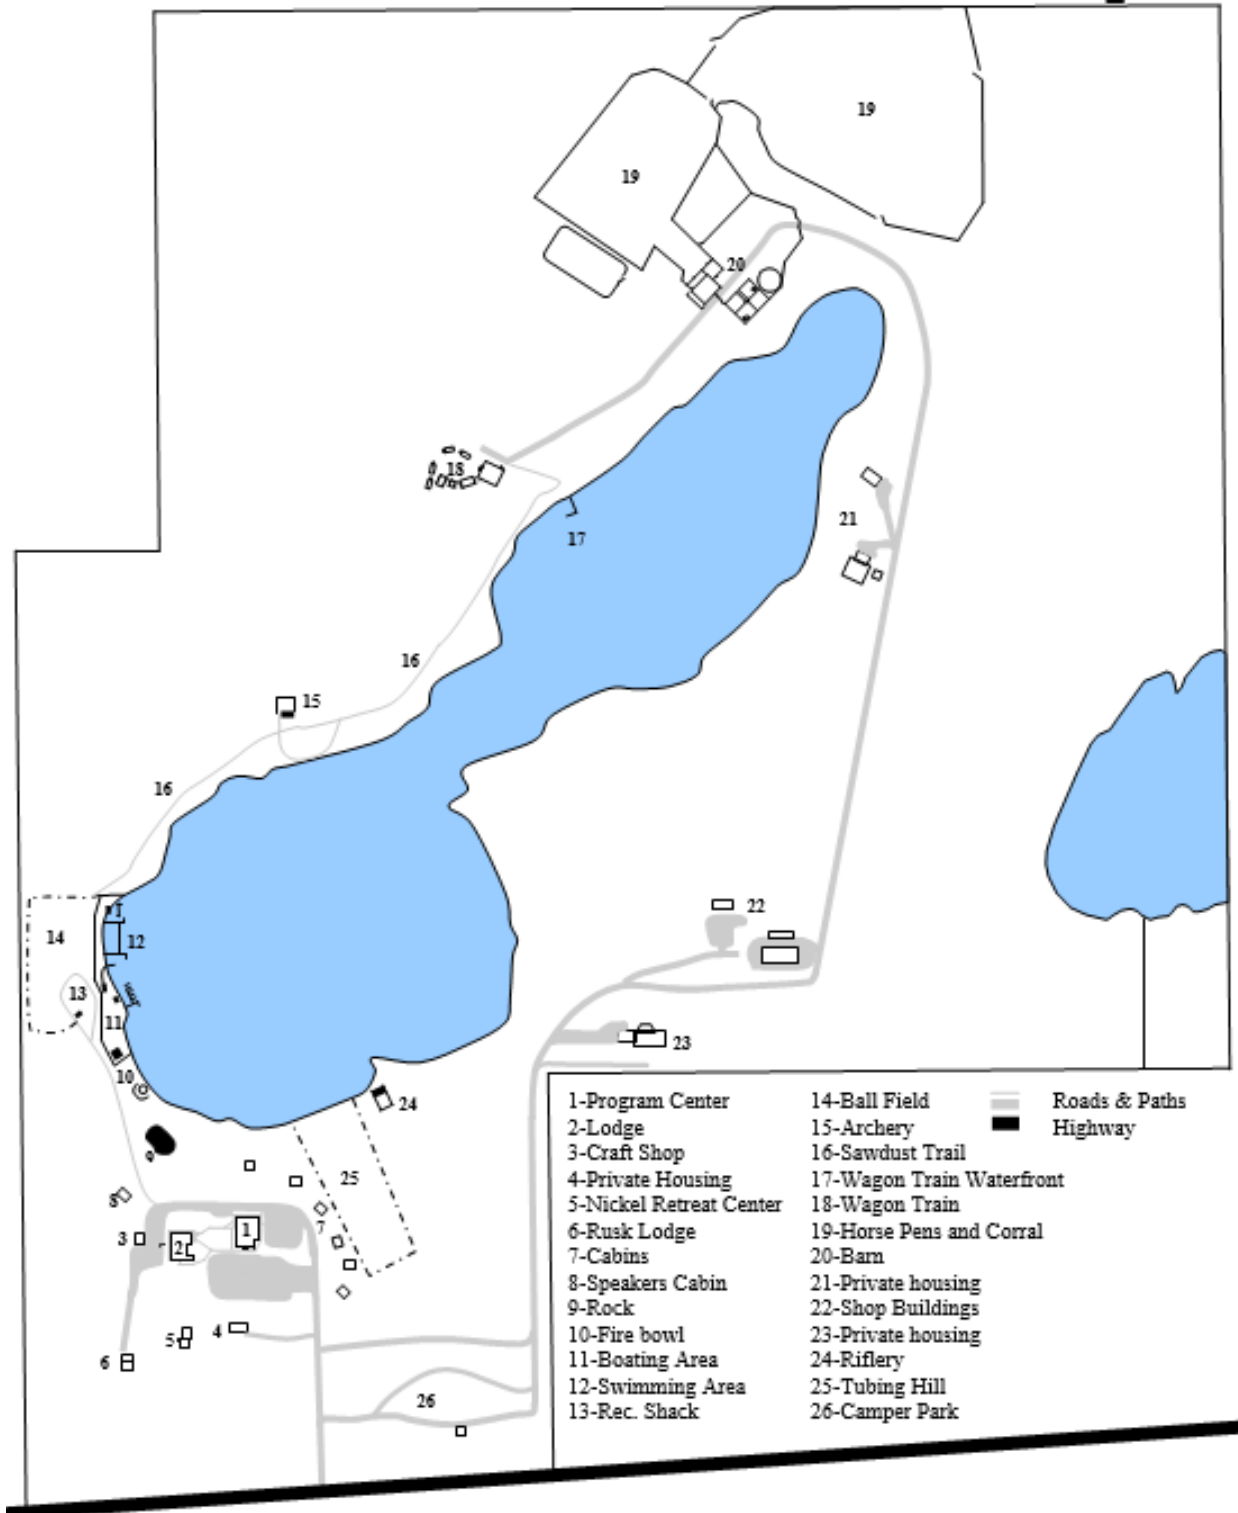 19
19
20
18
17
21
16
15
16
22
14
12
13
11
23
10
24
9
25
8
7
3
2
1
4
5
6
26
1-Program Center
2-Lodge
3-Craft Shop
4-Private Housing
5-Nickel Retreat Center
6-Rusk Lodge
7-Cabins
8-Speakers Cabin
9-Rock
10-Fire bowl
11-Boating Area
12-Swimming Area
13-Rec. Shack
14-Ball Field
15-Archery
16-Sawdust Trail
17-Wagon Train Waterfront
18-Wagon Train
19-Horse Pens and Corral
20-Barn
21-Private housing
22-Shop Buildings
23-Private housing
24-Riflery
25-Tubing Hill
26-Camper Park
Roads & Paths
Highway